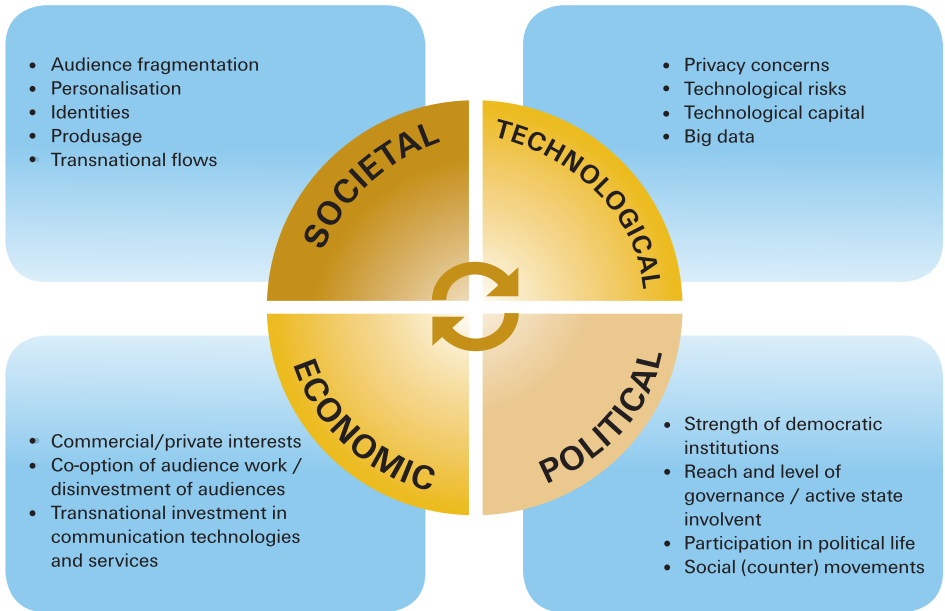 SOCIETAL
• Audience fragmentation
• Personalisation
• Identities
• Produsage
• Transnational flows
TECHNOLOGICAL
• Privacy concerns
• Technological risks
• Technological capital
• Big data
ECONOMIC
• Commercial/private interests
• Co-option of audience work /
disinvestment of audiences
• Transnational investment in
communication technologies
and services
POLITICAL
• Strength of democratic
institutions
• Reach and level of
governance / active state
involvent
• Participation in political life
• Social (counter) movements